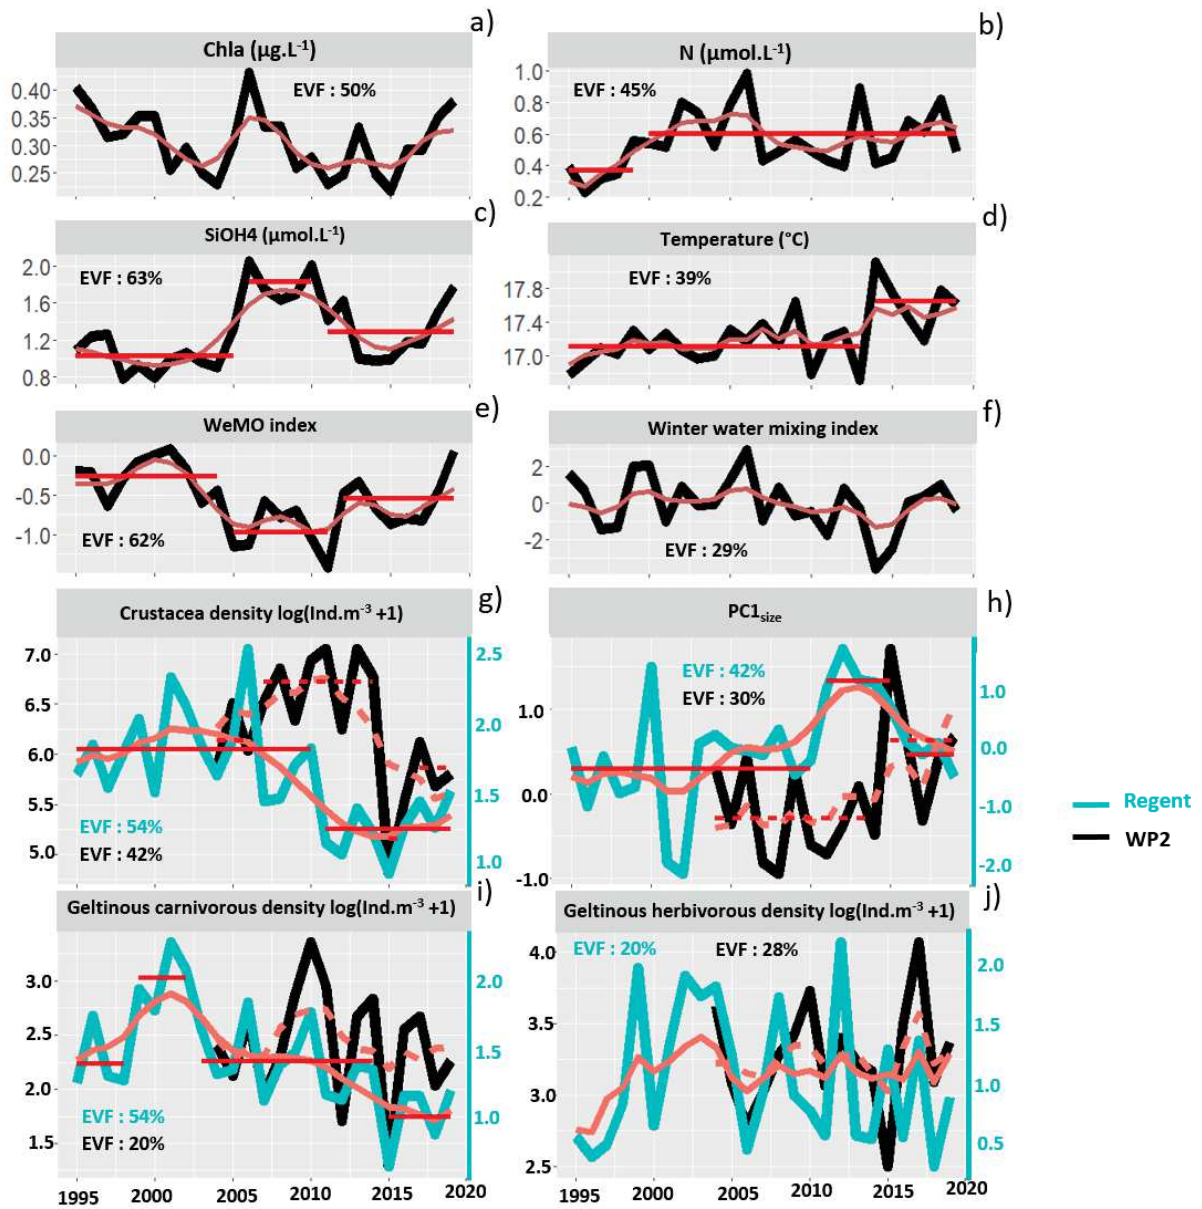 a)
Chla (µg.L-1)
EVF : 50%
0.40
0.35
0.30
0.25
b)
N (µmol.L-1)
EVF : 45%
1.0
0.8
0.6
0.4
0.2
c)
SiOH4 (µmol.L-1)
EVF : 63%
2.0
1.6
1.2
0.8
d)
Temperature (°C)
EVF : 39%
17.8
17.4
17.0
e)
WeMO index
0.0
-0.5
-1.0
EVF : 62%
f)
Winter water mixing index
2
0
-2
EVF : 29%
g)
Crustacea density log(Ind.m-3 +1)
7.0
6.5
6.0
5.5
5.0
2.5
2.0
1.5
1.0
EVF : 54%
EVF : 42%
h)
PC1size
EVF : 42%
EVF : 30%
1.0
0.0
-1.0
1.0
0.0
-1.0
-2.0
Regent
WP2
i)
Geltinous carnivorous density log(Ind.m-3 +1)
3.0
2.5
2.0
1.5
2.0
1.5
1.0
EVF : 54%
EVF : 20%
1995
2000
2005
2010
2015
2020
j)
Geltinous herbivorous density log(Ind.m-3 +1)
EVF : 20%
EVF : 28%
4.0
3.5
3.0
2.5
2.0
1.5
1.0
0.5
1995
2000
2005
2010
2015
2020